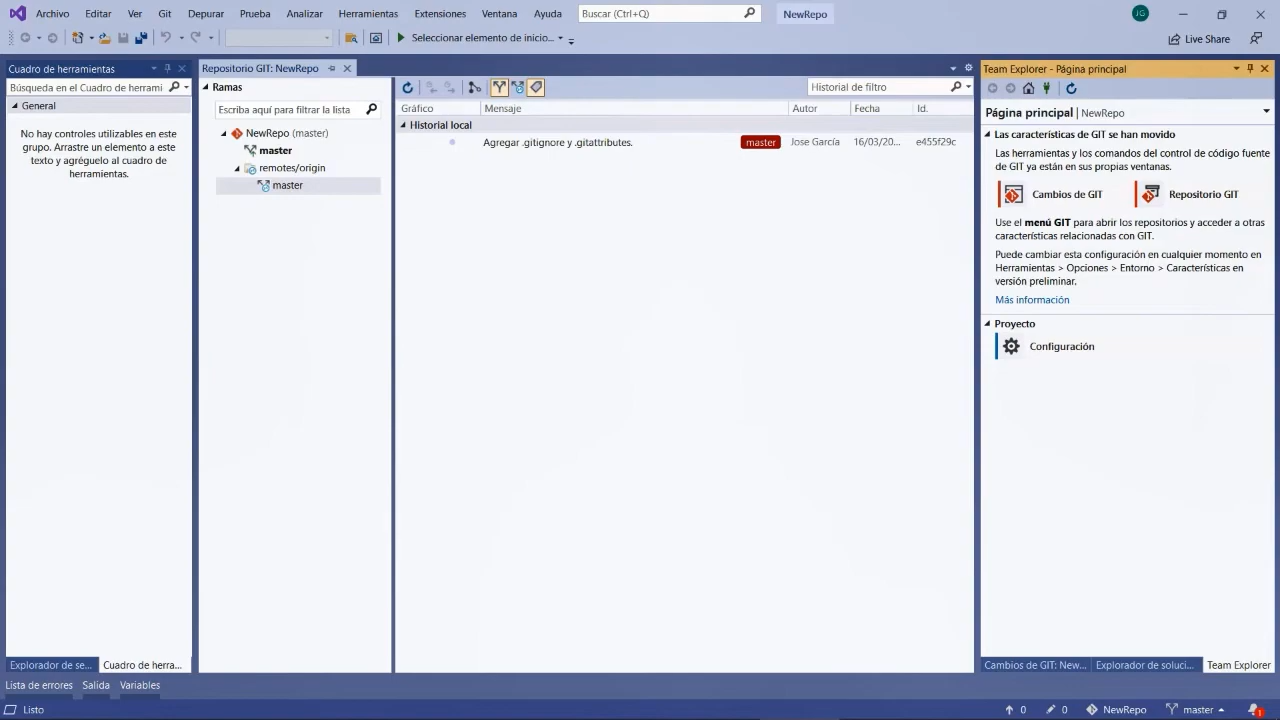 Archivo Editar Ver Git Depurar Prueba Analizar Herramientas Extensiones Ventana Ayuda Buscar (Ctrl+Q) NewRepo JG
Seleccionar elemento de inicio... Live Share
Cuadro de herramientas
Búsqueda en el Cuadro de herrami
General
No hay controles utilizables en este
grupo. Arrastre un elemento a este
texto y agréguelo al cuadro de
herramientas.
Explorador de se... Cuadro de herra...
Repositorio GIT: NewRepo
Ramas
Escriba aquí para filtrar la lista
NewRepo (master)
master
remotes/origin
master
Historial de filtro
Gráfico Mensaje Autor Fecha Id.
Historial local
Agregar .gitignore y .gitattributes. master Jose García 16/03/20... e455f29c
Team Explorer - Página principal
Página principal | NewRepo
Las características de GIT se han movido
Las herramientas y los comandos del control de código fuente
de GIT ya están en sus propias ventanas.
Cambios de GIT Repositorio GIT
Use el menú GIT para abrir los repositorios y acceder a otras
características relacionadas con GIT.
Puede cambiar esta configuración en cualquier momento en
Herramientas > Opciones > Entorno > Características en
versión preliminar.
Más información
Proyecto
Configuración
Cambios de GIT: New... Explorador de soluci... Team Explorer
Lista de errores Salida Variables
Listo 0 0 NewRepo master 1